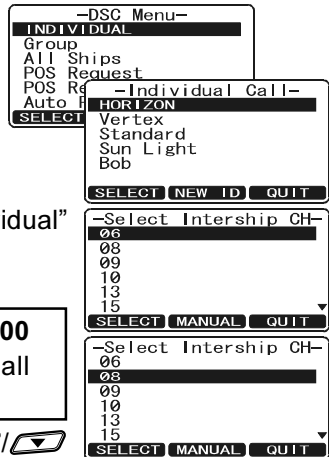 -DSC Menu-
INDIVIDUAL
Group
All Ships
POS Request
POS Re
Auto
SELECT
-Individual Call-
HORIZON
Vertex
Standard
Sun Light
Bob
SELECT NEW ID QUIT
idual”
-Select Intership CH-
06
08
09
10
13
15
SELECT MANUAL QUIT
00
all
-Select Intership CH-
06
08
09
10
13
15
SELECT MANUAL QUIT